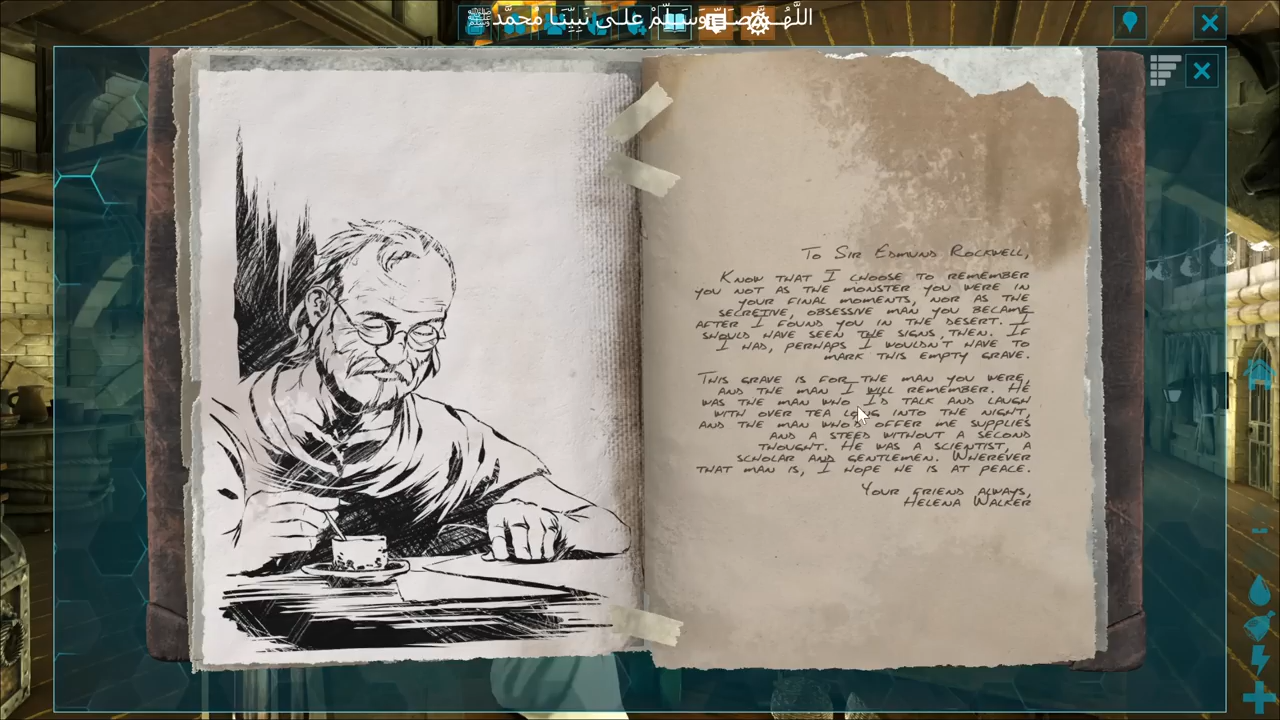 اللَّهُمَّ صَلِّ وَسَلِّمْ عَلَى نَبِيِّنَا مُحَمَّد ﷺ
To Sir Edmund Rockwell,
Know that I choose to remember
you not as the monster you were in
your final moments, nor as the
secretive, obsessive man you became
after I found you in the desert. I
should have seen the signs, then. If
I had, perhaps I wouldn't have to
mark this empty grave.
This grave is for the man you were,
and the man I will remember. He
was the man who I'd talk and laugh
with over tea long into the night,
and the man who'd offer me supplies
and a steed without a second
thought. He was a scientist, a
scholar and gentlemen. Wherever
that man is, I hope he is at peace.
Your friend always,
Helena Walker